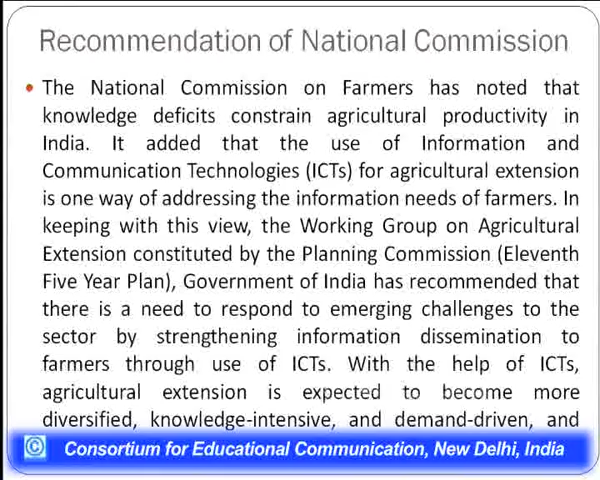 Recommendation of National Commission
• The National Commission on Farmers has noted that
knowledge deficits constrain agricultural productivity in
India. It added that the use of Information and
Communication Technologies (ICTs) for agricultural extension
is one way of addressing the information needs of farmers. In
keeping with this view, the Working Group on Agricultural
Extension constituted by the Planning Commission (Eleventh
Five Year Plan), Government of India has recommended that
there is a need to respond to emerging challenges to the
sector by strengthening information dissemination to
farmers through use of ICTs. With the help of ICTs,
agricultural extension is expected to become more
diversified, knowledge-intensive, and demand-driven, and
© Consortium for Educational Communication, New Delhi, India